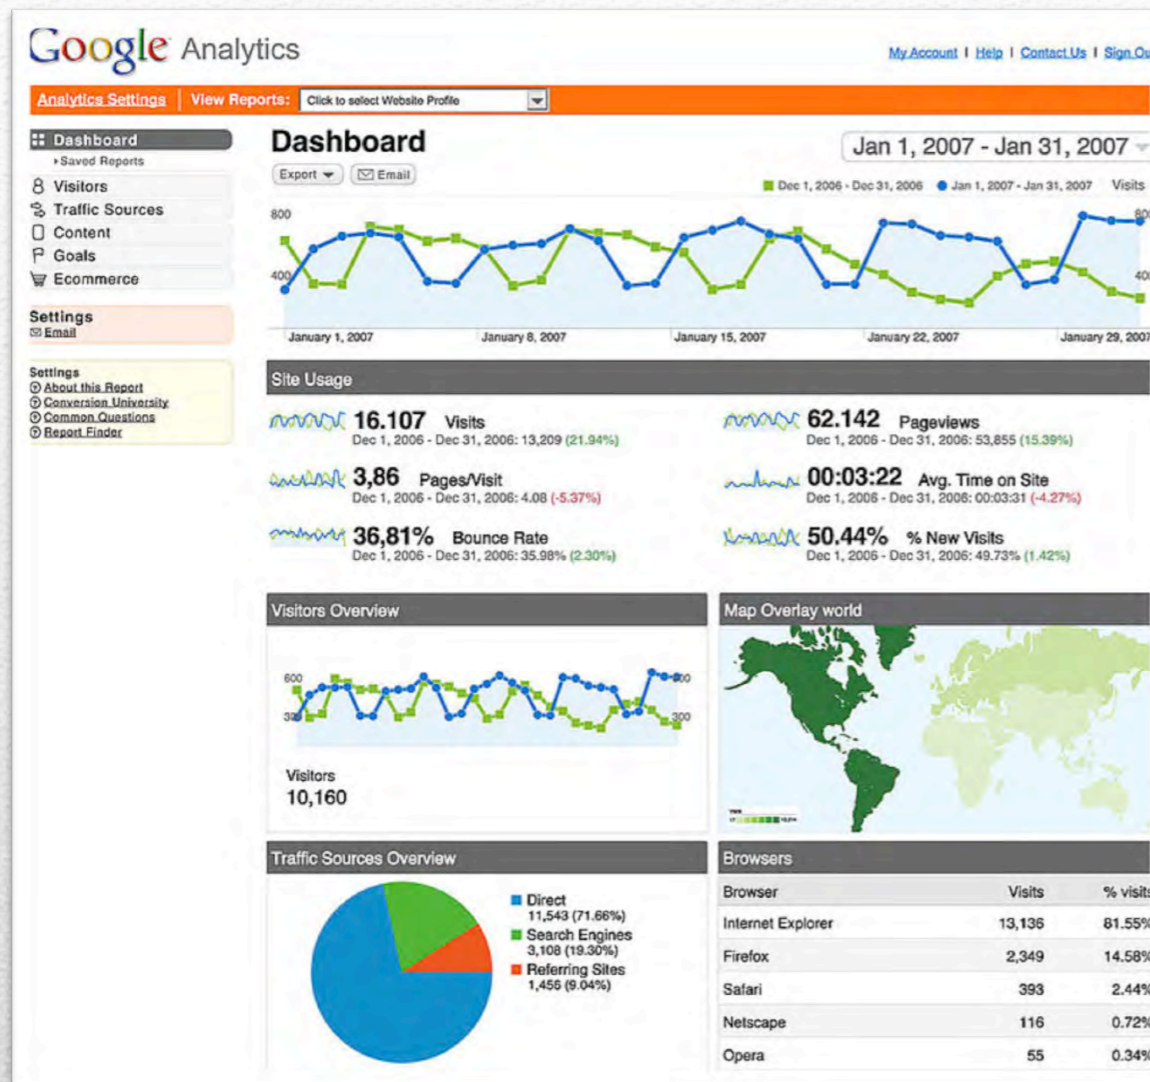 Google Analytics
My Account | Help | Contact Us | Sign Ou
Analytics Settings | View Reports: Click to select Website Profile
Dashboard
Saved Reports
Visitors
Traffic Sources
Content
Goals
Ecommerce
Settings
Email
Settings
About this Report
Conversion University
Common Questions
Report Finder
Dashboard
Jan 1, 2007 - Jan 31, 2007
Export Email
Dec 1, 2006 - Dec 31, 2006 Jan 1, 2007 - Jan 31, 2007 Visits
800 800
400 400
January 1, 2007 January 8, 2007 January 15, 2007 January 22, 2007 January 29, 2007
Site Usage
16.107 Visits
Dec 1, 2006 - Dec 31, 2006: 13,209 (21.94%)
62.142 Pageviews
Dec 1, 2006 - Dec 31, 2006: 53,855 (15.39%)
3,86 Pages/Visit
Dec 1, 2006 - Dec 31, 2006: 4.08 (-5.37%)
00:03:22 Avg. Time on Site
Dec 1, 2006 - Dec 31, 2006: 00:03:31 (-4.27%)
36,81% Bounce Rate
Dec 1, 2006 - Dec 31, 2006: 35.98% (2.30%)
50.44% % New Visits
Dec 1, 2006 - Dec 31, 2006: 49.73% (1.42%)
Visitors Overview
600 600
300 300
Visitors
10,160
Map Overlay world
Traffic Sources Overview
Direct
11,543 (71.66%)
Search Engines
3,108 (19.30%)
Referring Sites
1,456 (9.04%)
Browsers
Browser Visits % visits
Internet Explorer 13,136 81.55%
Firefox 2,349 14.58%
Safari 393 2.44%
Netscape 116 0.72%
Opera 55 0.34%